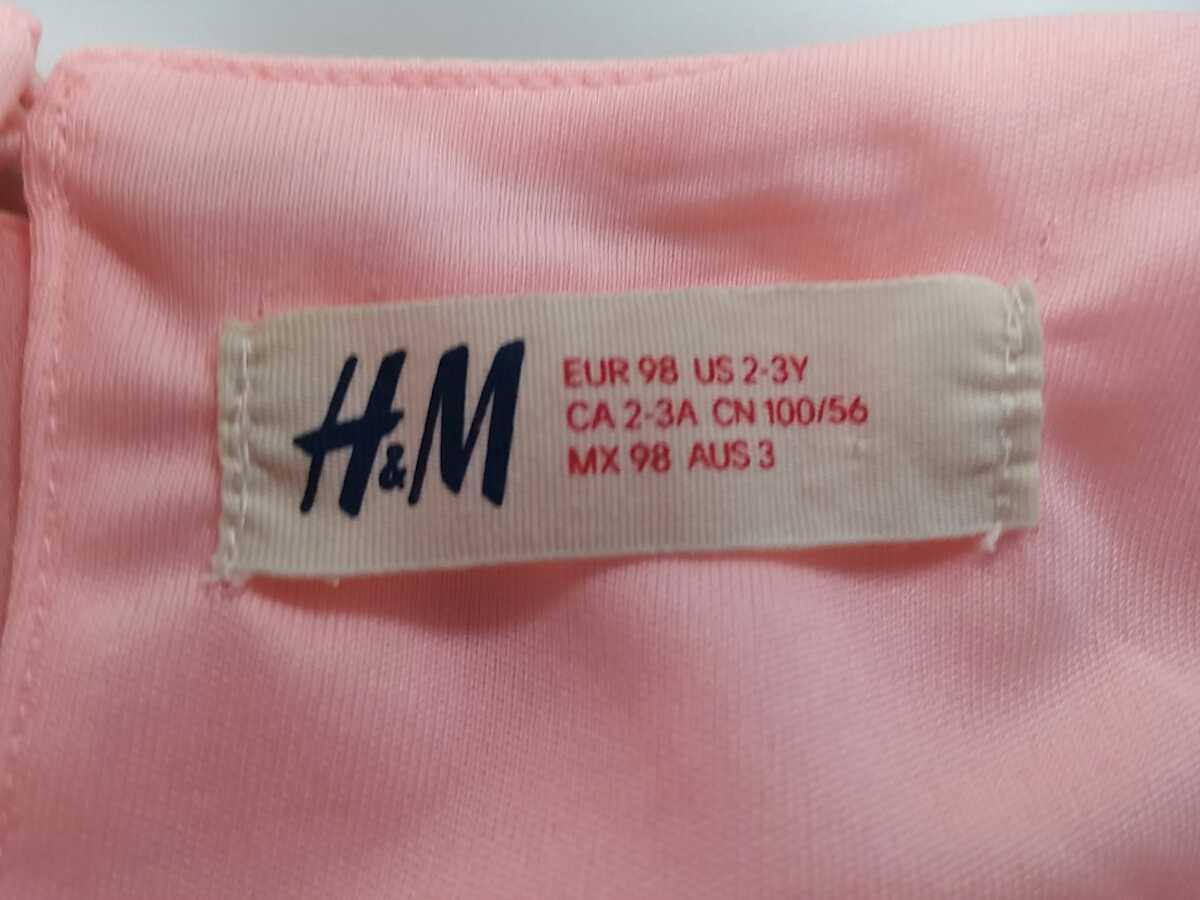 H&M
EUR 98 US 2-3Y
CA 2-3A CN 100/56
MX 98 AUS 3